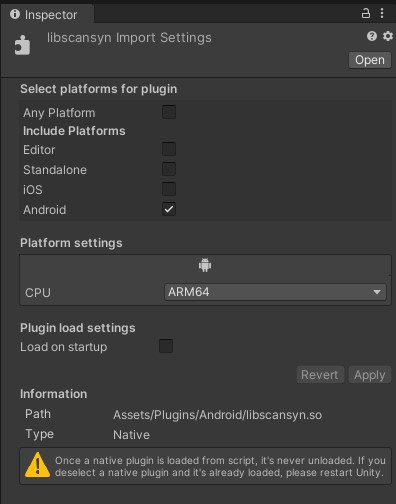 Inspector
libscansyn Import Settings
Open
Select platforms for plugin
Any Platform
Include Platforms
Editor
Standalone
iOS
Android
Platform settings
CPU ARM64
Plugin load settings
Load on startup
Revert Apply
Information
Path Assets/Plugins/Android/libscansyn.so
Type Native
Once a native plugin is loaded from script, it's never unloaded. If you
deselect a native plugin and it's already loaded, please restart Unity.